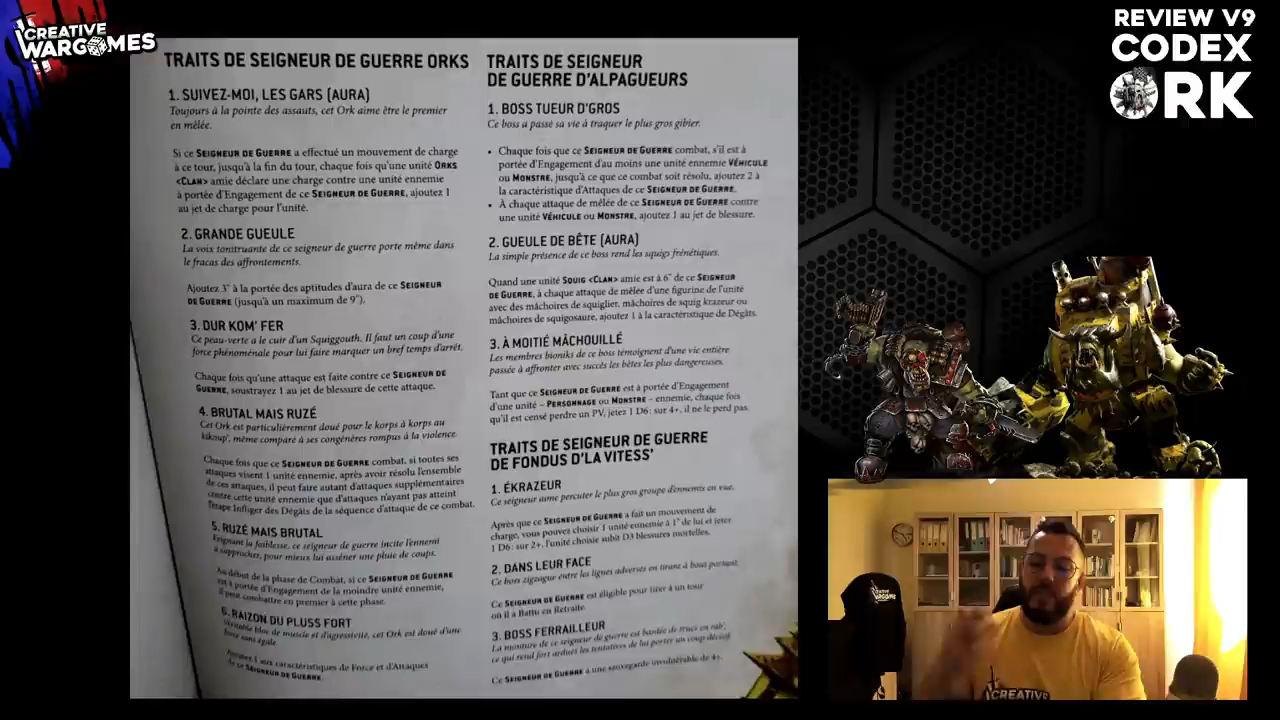 CREATIVE
WARGAMES
REVIEW V9
CODEX
ORK
TRAITS DE SEIGNEUR DE GUERRE ORKS
1. SUIVEZ-MOI, LES GARS (AURA)
Toujours à la pointe des assauts, cet Ork aime être le premier
en mêlée.
Si ce SEIGNEUR DE GUERRE a effectué un mouvement de charge
à ce tour, jusqu'à la fin du tour, chaque fois qu'une unité ORKS
<CLAN> amie déclare une charge contre une unité ennemie
à portée d'Engagement de ce SEIGNEUR DE GUERRE, ajoutez 1
au jet de charge pour l'unité.
2. GRANDE GUEULE
La voix tonitruante de ce seigneur de guerre porte même dans
le fracas des affrontements.
Ajoutez 3" à la portée des aptitudes d'aura de ce SEIGNEUR
DE GUERRE (jusqu'à un maximum de 9").
3. DUR KOM' FER
Ce peau-verte a le cuir d'un Squiggouth. Il faut un coup d'une
force phénoménale pour lui faire marquer un bref temps d'arrêt.
Chaque fois qu'une attaque est faite contre ce SEIGNEUR DE
GUERRE, soustrayez 1 au jet de blessure de cette attaque.
4. BRUTAL MAIS RUZÉ
Cet Ork est particulièrement doué pour le korps à korps au
kikoup', même comparé à ses congénères rompus à la violence.
Chaque fois que ce SEIGNEUR DE GUERRE combat, si toutes ses
attaques visent 1 unité ennemie, après avoir résolu l'ensemble
de ces attaques, il peut faire autant d'attaques supplémentaires
contre cette unité ennemie que d'attaques n'ayant pas atteint
l'étape Infliger des Dégâts de la séquence d'attaque de ce combat.
5. RUZÉ MAIS BRUTAL
Feignant la faiblesse, ce seigneur de guerre incite l'ennemi
à s'approcher, pour mieux lui asséner une pluie de coups.
Au début de la phase de Combat, si ce SEIGNEUR DE GUERRE
est à portée d'Engagement de la moindre unité ennemie,
il peut combattre en premier à cette phase.
6. RAIZON DU PLUSS FORT
Véritable bloc de muscle et d'agressivité, cet Ork est doué d'une
force sans égale.
Ajoutez 1 aux caractéristiques de Force et d'Attaques
de ce SEIGNEUR DE GUERRE.
TRAITS DE SEIGNEUR
DE GUERRE D'ALPAGUEURS
1. BOSS TUEUR D'GROS
Ce boss a passé sa vie à traquer le plus gros gibier.
• Chaque fois que ce SEIGNEUR DE GUERRE combat, s'il est à
portée d'Engagement d'au moins une unité ennemie VÉHICULE
ou MONSTRE, jusqu'à ce que ce combat soit résolu, ajoutez 2 à
la caractéristique d'Attaques de ce SEIGNEUR DE GUERRE.
• À chaque attaque de mêlée de ce SEIGNEUR DE GUERRE contre
une unité VÉHICULE ou MONSTRE, ajoutez 1 au jet de blessure.
2. GUEULE DE BÊTE (AURA)
La simple présence de ce boss rend les squigs frénétiques.
Quand une unité SQUIG <CLAN> amie est à 6" de ce SEIGNEUR
DE GUERRE, à chaque attaque de mêlée d'une figurine de l'unité
avec des mâchoires de squiglier, mâchoires de squig krazeur ou
mâchoires de squigosaure, ajoutez 1 à la caractéristique de Dégâts.
3. À MOITIÉ MÂCHOUILLÉ
Les membres bioniks de ce boss témoignent d'une vie entière
passée à affronter avec succès les bêtes les plus dangereuses.
Tant que ce SEIGNEUR DE GUERRE est à portée d'Engagement
d'une unité – PERSONNAGE ou MONSTRE – ennemie, chaque fois
qu'il est censé perdre un PV, jetez 1 D6 : sur 4+, il ne le perd pas.
TRAITS DE SEIGNEUR DE GUERRE
DE FONDUS D'LA VITESS'
1. ÉKRAZEUR
Ce seigneur aime percuter le plus gros groupe d'ennemis en vue.
Après que ce SEIGNEUR DE GUERRE a fait un mouvement de
charge, vous pouvez choisir 1 unité ennemie à 1" de lui et jeter
1 D6 : sur 2+, l'unité choisie subit D3 blessures mortelles.
2. DANS LEUR FACE
Ce boss zigzague entre les lignes adverses en tirant à bout portant.
Ce SEIGNEUR DE GUERRE est éligible pour tirer à un tour
où il a Battu en Retraite.
3. BOSS FERRAILLEUR
La monture de ce seigneur de guerre est bardée de trucs en rab',
ce qui rend fort ardues les tentatives de lui porter un coup décisif.
Ce SEIGNEUR DE GUERRE a une sauvegarde invulnérable de 4+.
CREATIVE
WARGAMES
CREATIVE